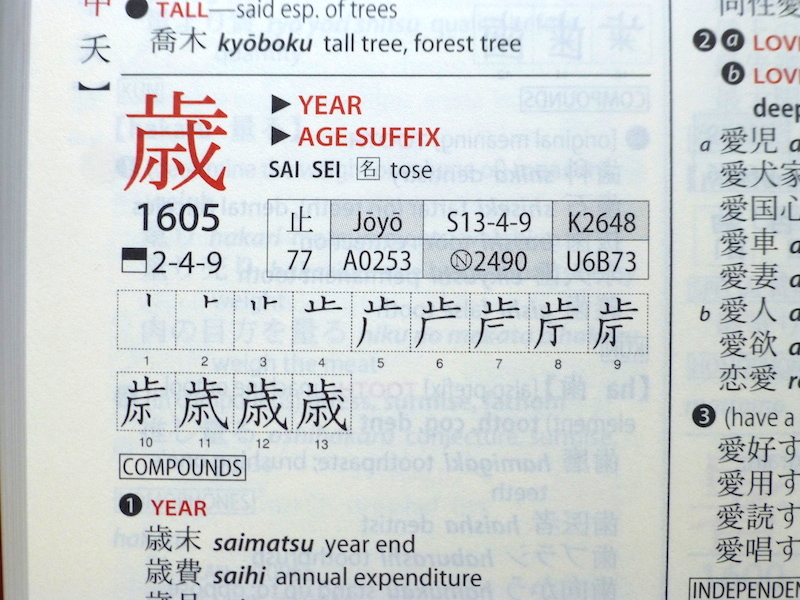 中
夭
】
● TALL—said esp. of trees
喬木 kyōboku tall tree, forest tree
歳
▶ YEAR
▶ AGE SUFFIX
SAI SEI 名 tose
1605
止 Jōyō S13-4-9 K2648
2-4-9
77 A0253 Ⓝ2490 U6B73
1 2 3 4 5 6 7 8 9
10 11 12 13
COMPOUNDS
❶ YEAR
歳末 saimatsu year end
歳費 saihi annual expenditure
同性愛
❷ a LOVE
b LOVE
deep
a 愛児 a
愛犬家
愛国心
愛車 a
愛妻 a
b 愛人 a
愛欲 a
恋愛 re
❸ (have a
愛好す
愛用す
愛読す
愛唱す
INDEPENDEN